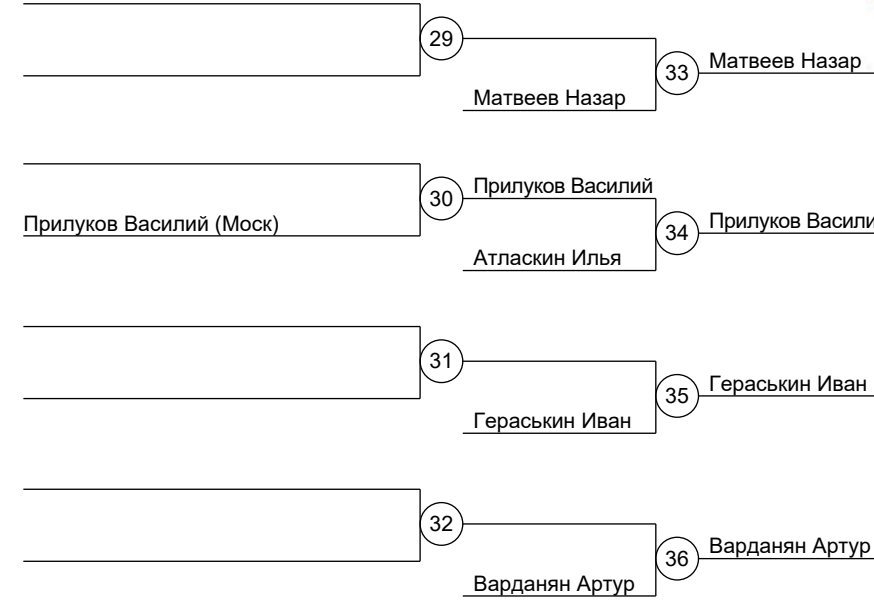 29
Матвеев Назар
33
Матвеев Назар
Прилуков Василий (Моск)
30
Прилуков Василий
Атласкин Илья
34
Прилуков Васили
31
Гераськин Иван
35
Гераськин Иван
32
Варданян Артур
36
Варданян Артур